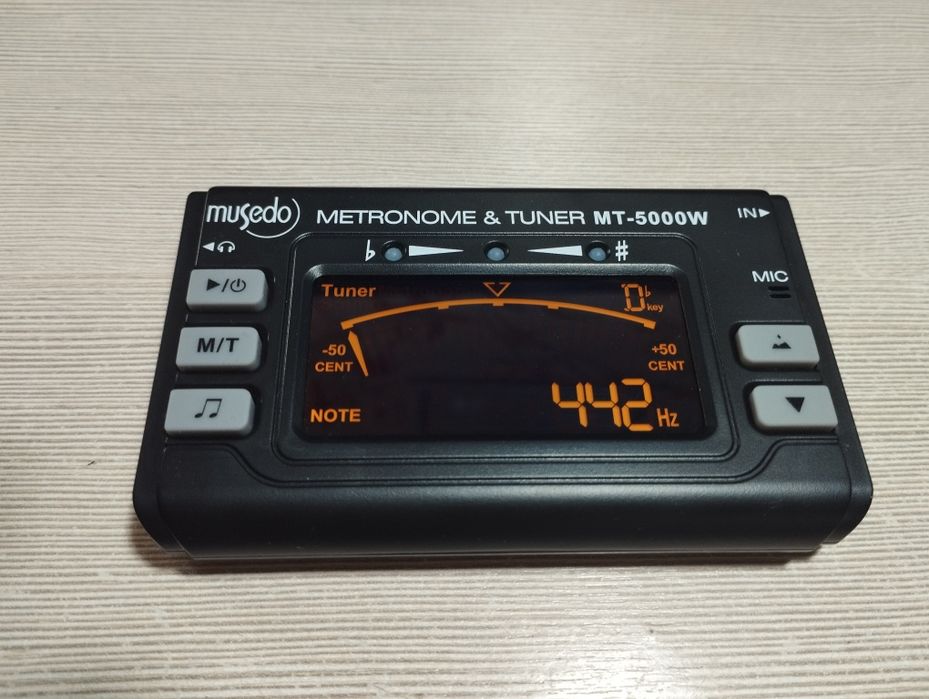 musedo METRONOME & TUNER MT-5000W IN
♭ ♯
MIC
M/T
Tuner
key
-50 CENT
+50 CENT
NOTE
442 Hz